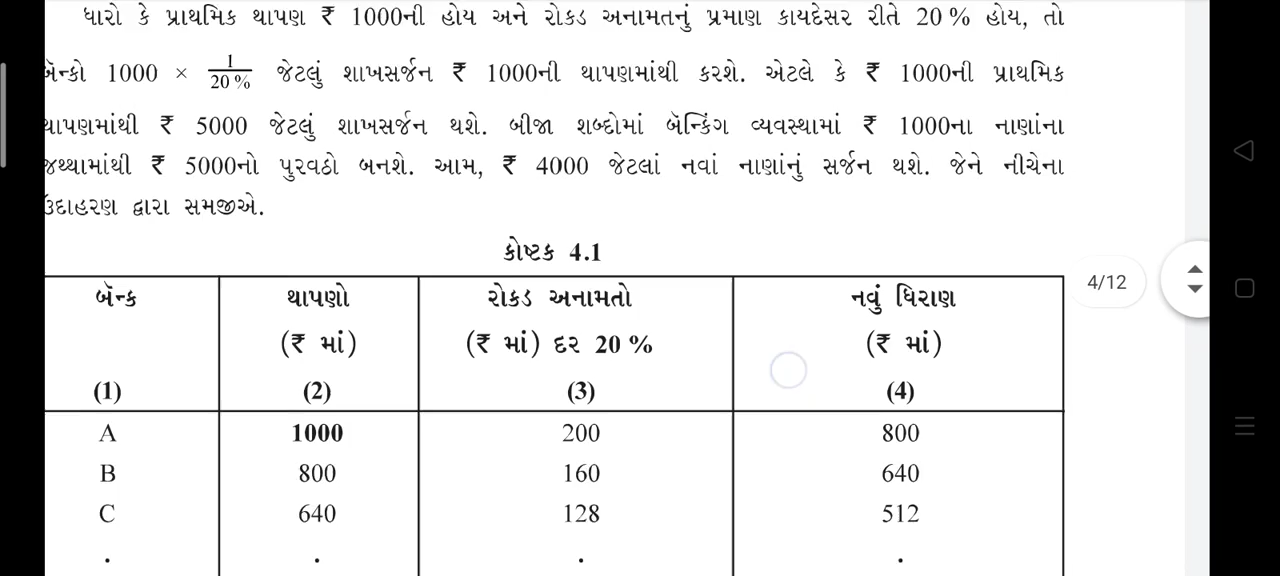 ધારો કે પ્રાથમિક થાપણ ₹ 1000ની હોય અને રોકડ અનામતનું પ્રમાણ કાયદેસર રીતે 20 % હોય, તો
બૅન્કો 1000 × 1/20 % જેટલું શાખસર્જન ₹ 1000ની થાપણમાંથી કરશે. એટલે કે ₹ 1000ની પ્રાથમિક
થાપણમાંથી ₹ 5000 જેટલું શાખસર્જન થશે. બીજા શબ્દોમાં બૅન્કિંગ વ્યવસ્થામાં ₹ 1000ના નાણાંના
જથ્થામાંથી ₹ 5000નો પુરવઠો બનશે. આમ, ₹ 4000 જેટલાં નવાં નાણાંનું સર્જન થશે. જેને નીચેના
ઉદાહરણ દ્વારા સમજીએ.
કોષ્ટક 4.1
બૅન્ક થાપણો રોકડ અનામતો નવું ધિરાણ
(₹ માં) (₹ માં) દર 20 % (₹ માં)
(1) (2) (3) (4)
A 1000 200 800
B 800 160 640
C 640 128 512
. . . .
4/12